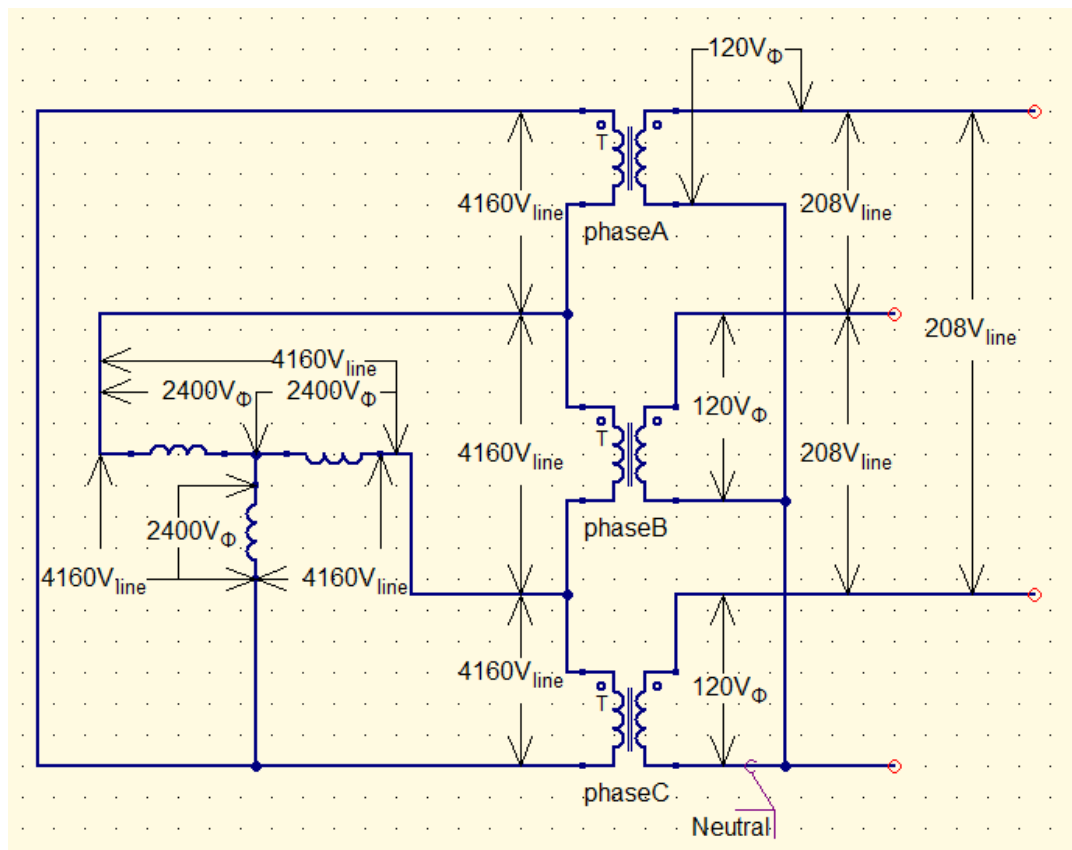 120VΦ
T
4160Vline
208Vline
phaseA
208Vline
4160Vline
2400VΦ 2400VΦ
120VΦ
T
4160Vline
208Vline
phaseB
2400VΦ
4160Vline
4160Vline
4160Vline
120VΦ
T
phaseC
Neutral